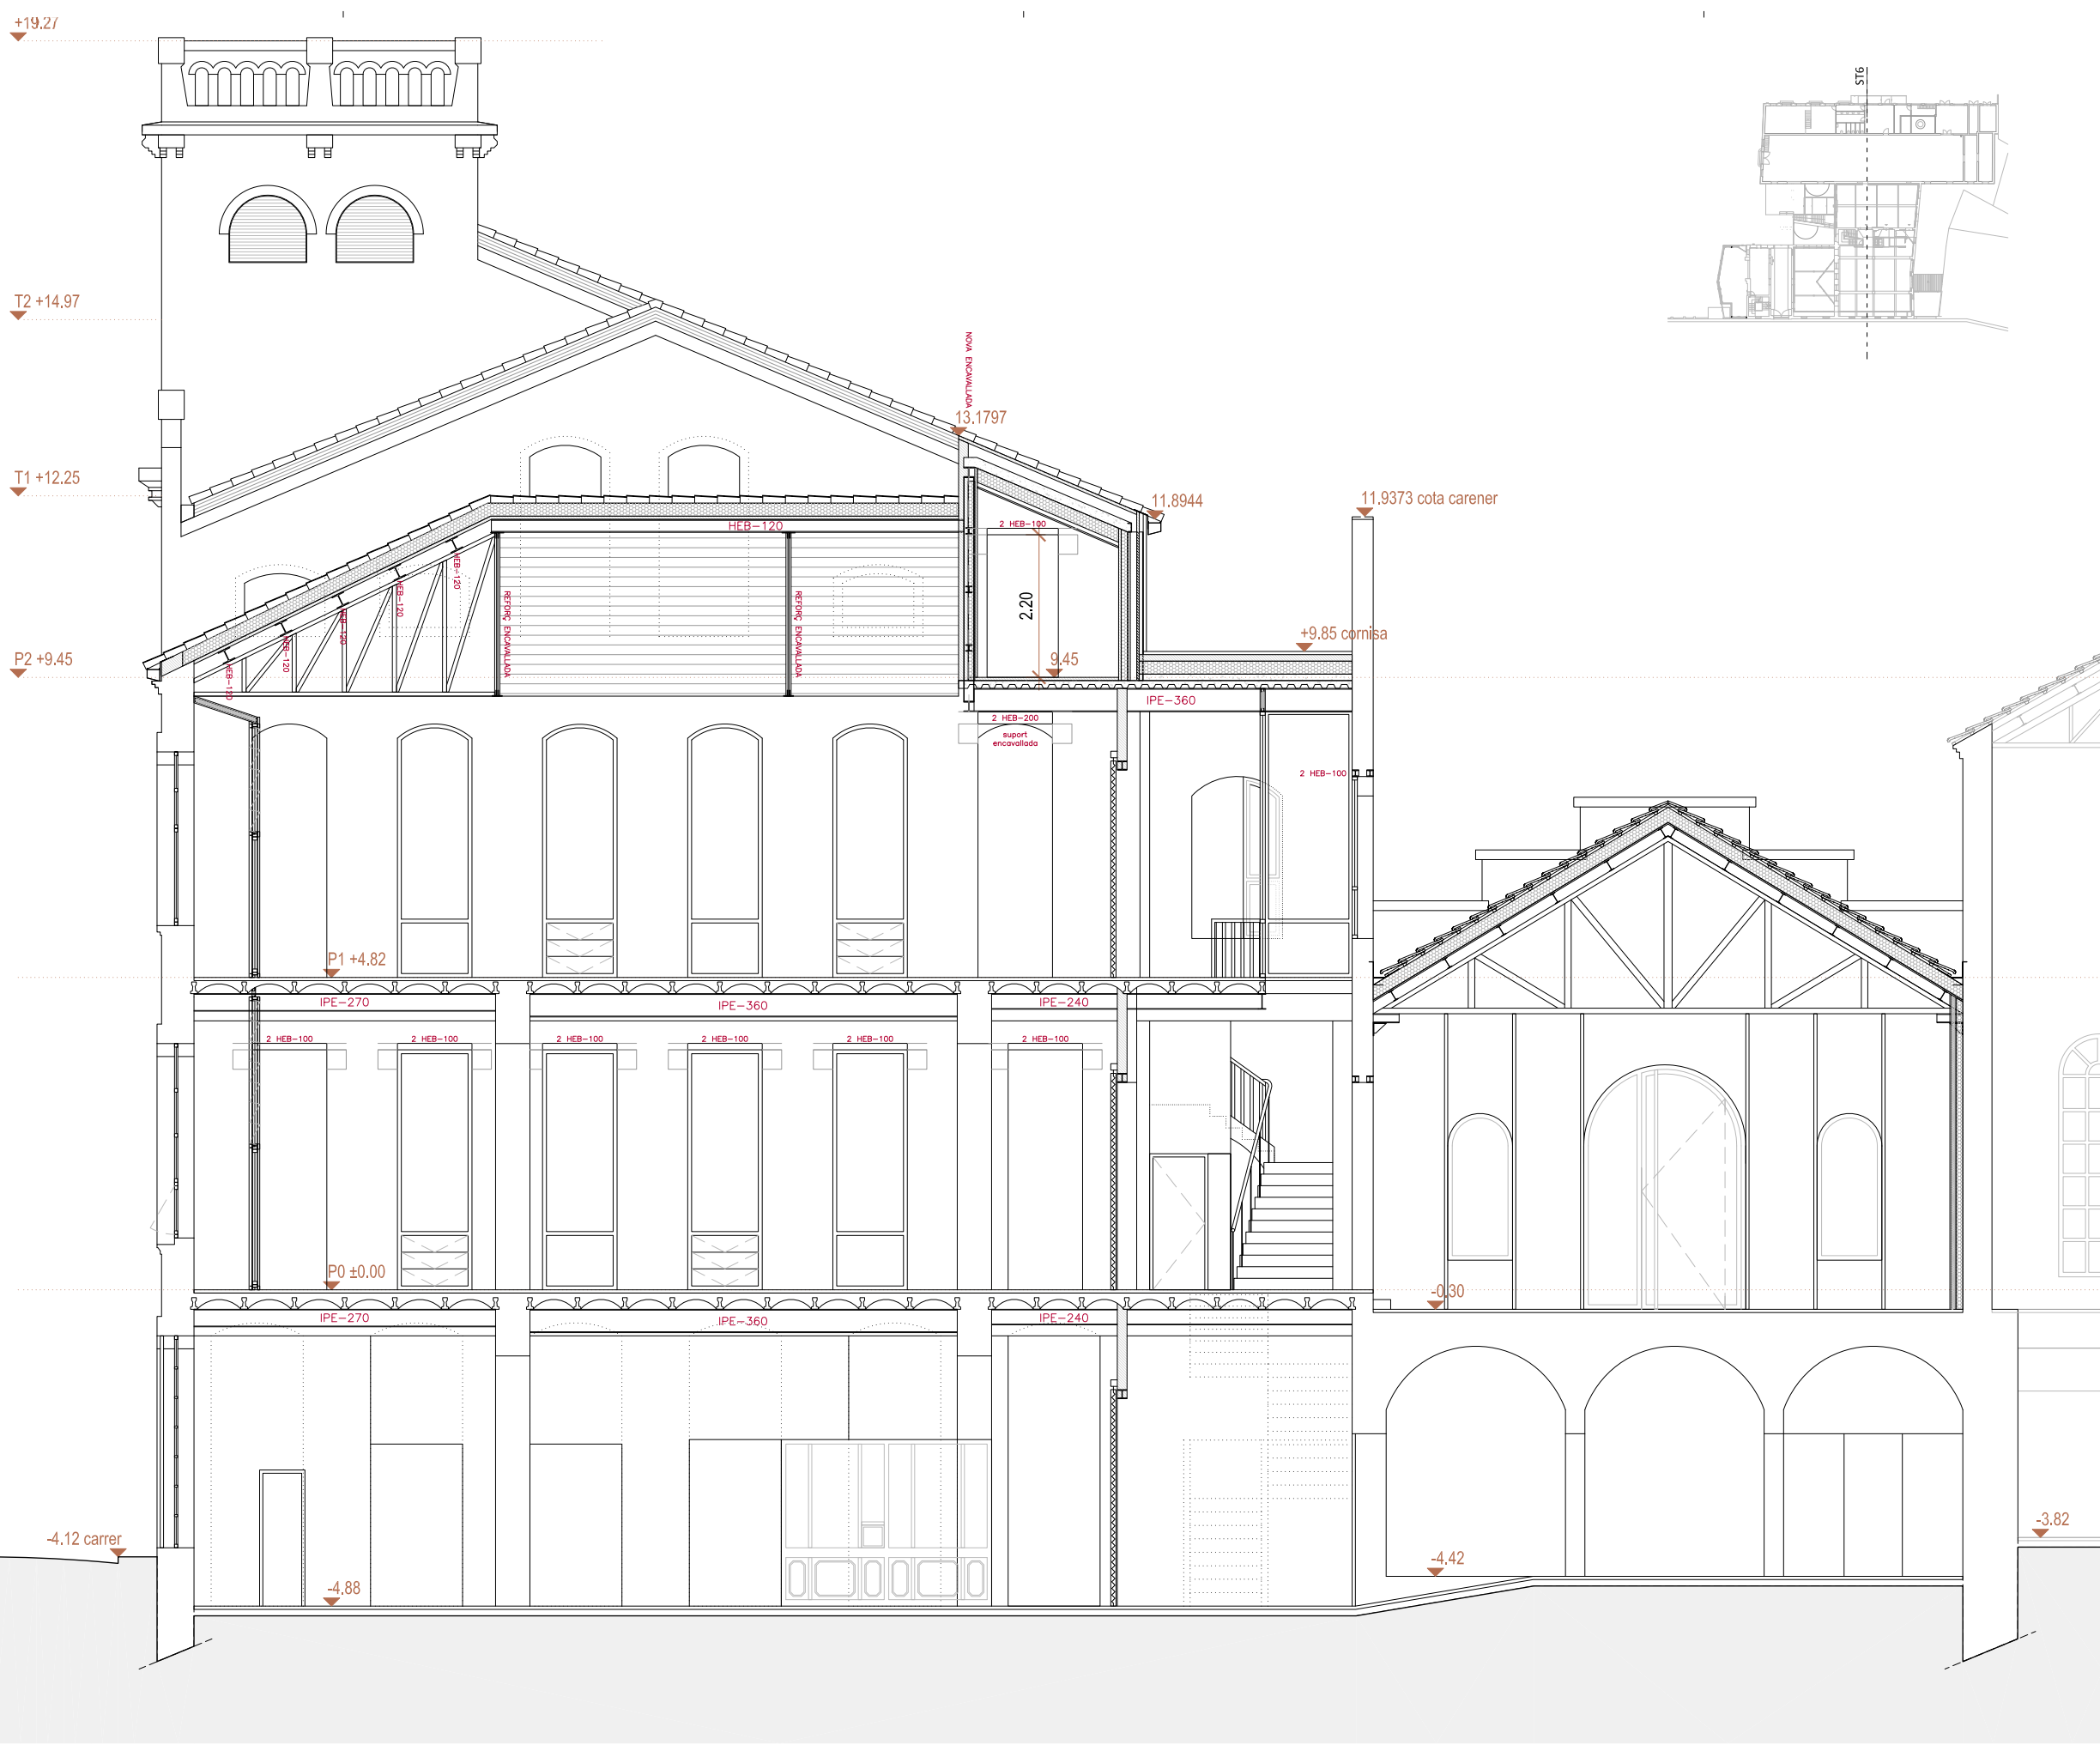 +19.27
ST6
T2 +14.97
NOVA ENCAVALLADA
13.1797
T1 +12.25
11.8944
11.9373 cota carener
HEB-120
2 HEB-100
HEB-120
HEB-120
HEB-120
HEB-120
HEB-120
REFORÇ ENCAVALLADA
REFORÇ ENCAVALLADA
2.20
+9.85 cornisa
P2 +9.45
9.45
IPE-360
2 HEB-200
suport
encavallada
2 HEB-100
P1 +4.82
IPE-270
IPE-360
IPE-240
2 HEB-100
2 HEB-100
2 HEB-100
2 HEB-100
2 HEB-100
2 HEB-100
P0 ±0.00
-0.30
IPE-270
IPE-360
IPE-240
-4.12 carrer
-3.82
-4.42
-4.88